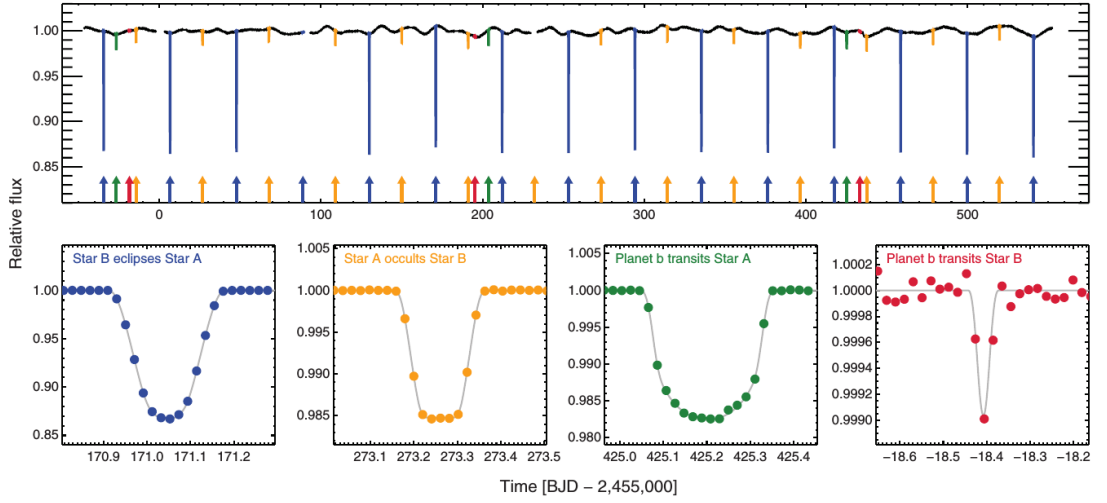 Relative flux
1.00
0.95
0.90
0.85
0 100 200 300 400 500
Star B eclipses Star A
1.00
0.95
0.90
0.85
170.9 171.0 171.1 171.2
Star A occults Star B
1.005
1.000
0.995
0.990
0.985
273.1 273.2 273.3 273.4 273.5
Planet b transits Star A
1.005
1.000
0.995
0.990
0.985
0.980
425.0 425.1 425.2 425.3 425.4
Planet b transits Star B
1.0002
1.0000
0.9998
0.9996
0.9994
0.9992
0.9990
−18.6 −18.5 −18.4 −18.3 −18.2
Time [BJD − 2,455,000]